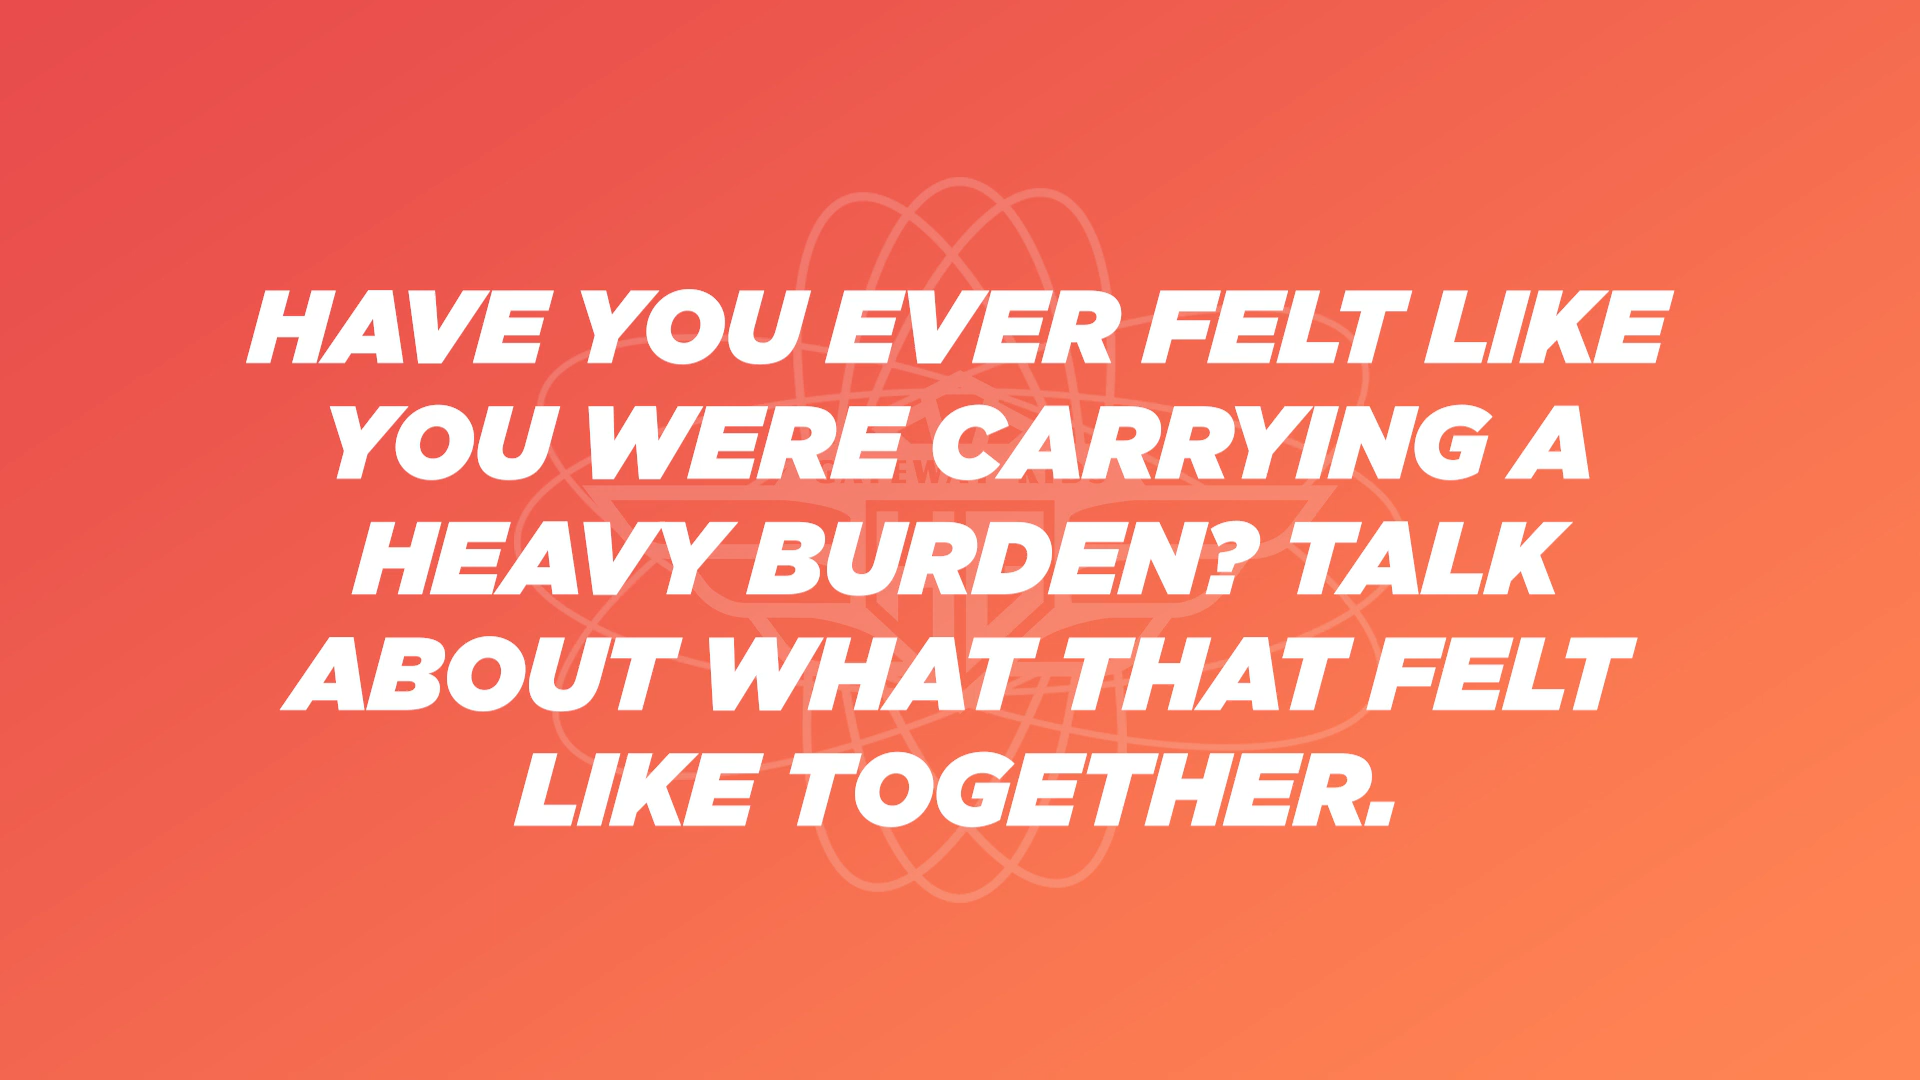 HAVE YOU EVER FELT LIKE
YOU WERE CARRYING A
HEAVY BURDEN? TALK
ABOUT WHAT THAT FELT
LIKE TOGETHER.